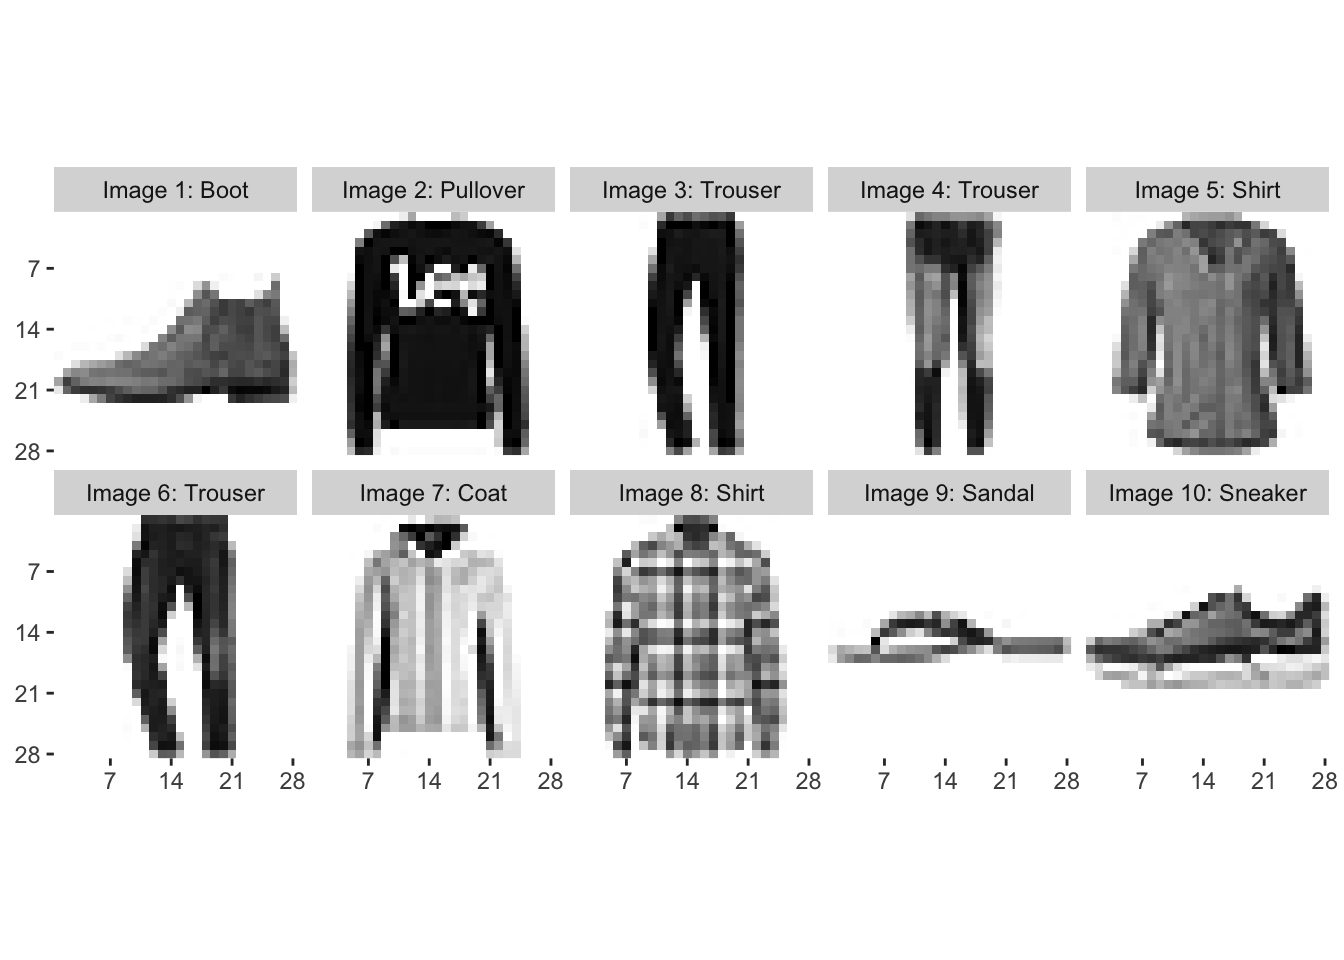 Image 1: Boot
Image 2: Pullover
Image 3: Trouser
Image 4: Trouser
Image 5: Shirt
Lee
7
14
21
28
Image 6: Trouser
Image 7: Coat
Image 8: Shirt
Image 9: Sandal
Image 10: Sneaker
7
14
21
28
7 14 21 28
7 14 21 28
7 14 21 28
7 14 21 28
7 14 21 28